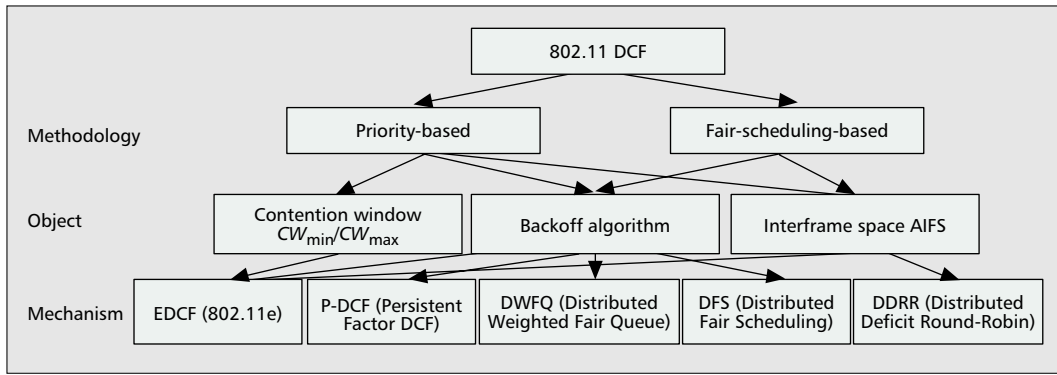 802.11 DCF
Methodology
Priority-based
Fair-scheduling-based
Object
Contention window
CWmin/CWmax
Backoff algorithm
Interframe space AIFS
Mechanism
EDCF (802.11e)
P-DCF (Persistent
Factor DCF)
DWFQ (Distributed
Weighted Fair Queue)
DFS (Distributed
Fair Scheduling)
DDRR (Distributed
Deficit Round-Robin)